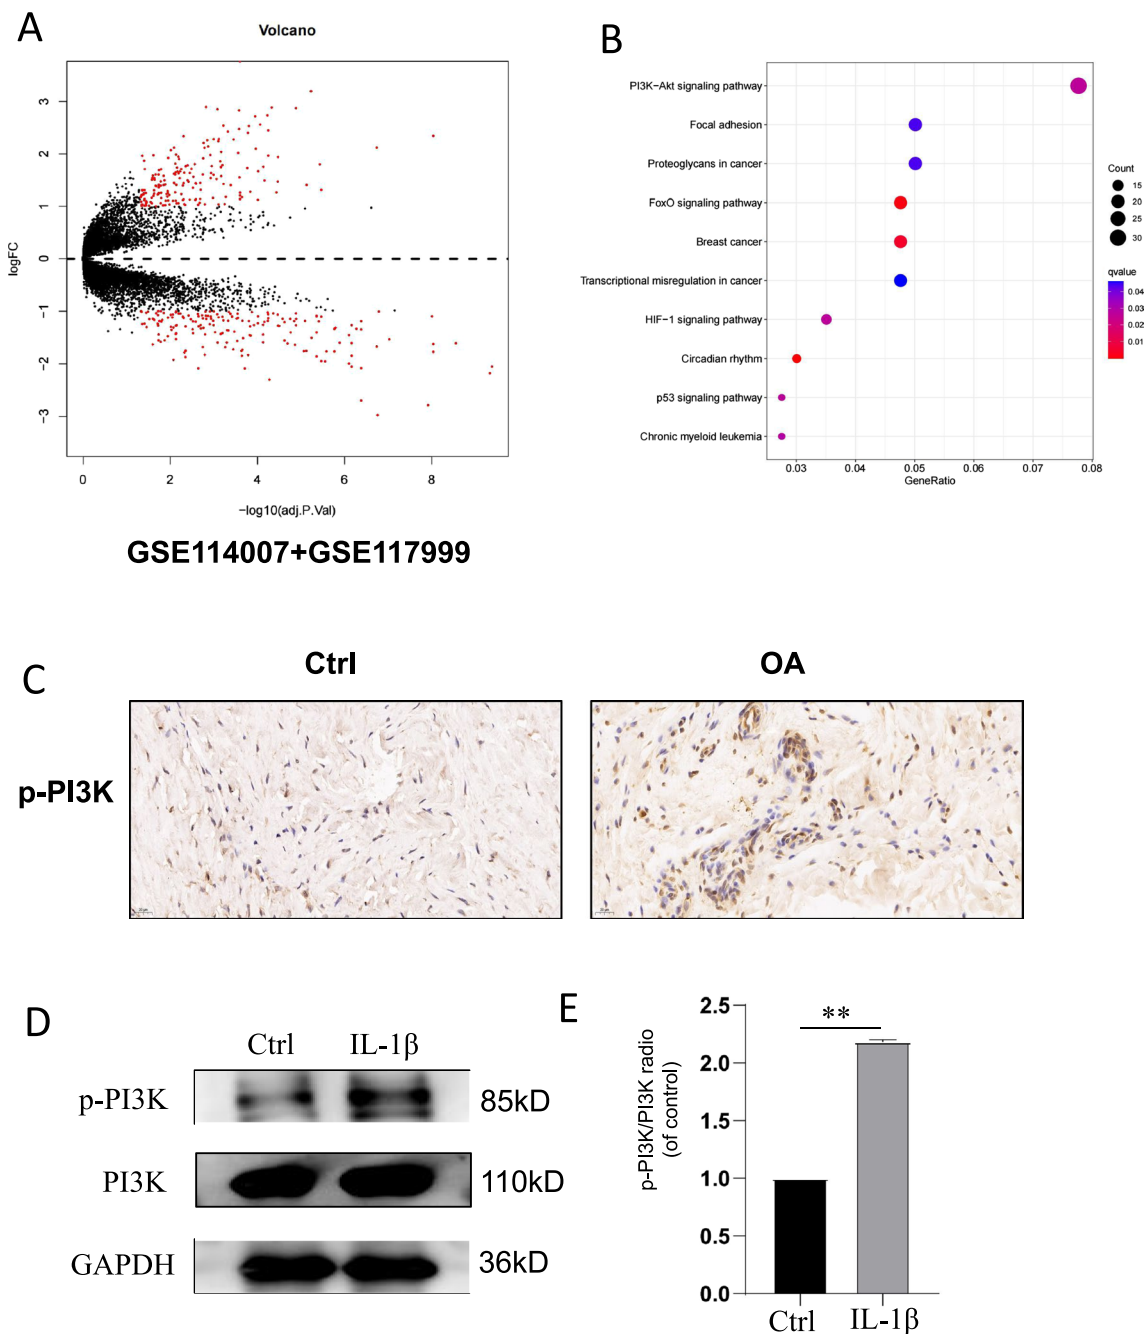 A
Volcano
3
2
1
0
−1
−2
−3
logFC
0
2
4
6
8
−log10(adj.P.Val)
GSE114007+GSE117999
B
PI3K−Akt signaling pathway
Focal adhesion
Proteoglycans in cancer
FoxO signaling pathway
Breast cancer
Transcriptional misregulation in cancer
HIF−1 signaling pathway
Circadian rhythm
p53 signaling pathway
Chronic myeloid leukemia
0.03
0.04
0.05
0.06
0.07
0.08
GeneRatio
Count
15
20
25
30
qvalue
0.04
0.03
0.02
0.01
C
Ctrl
OA
p-PI3K
D
Ctrl
IL-1β
p-PI3K
85kD
PI3K
110kD
GAPDH
36kD
E
p-PI3K/PI3K radio
(of control)
2.5
2.0
1.5
1.0
0.5
0.0
**
Ctrl
IL-1β